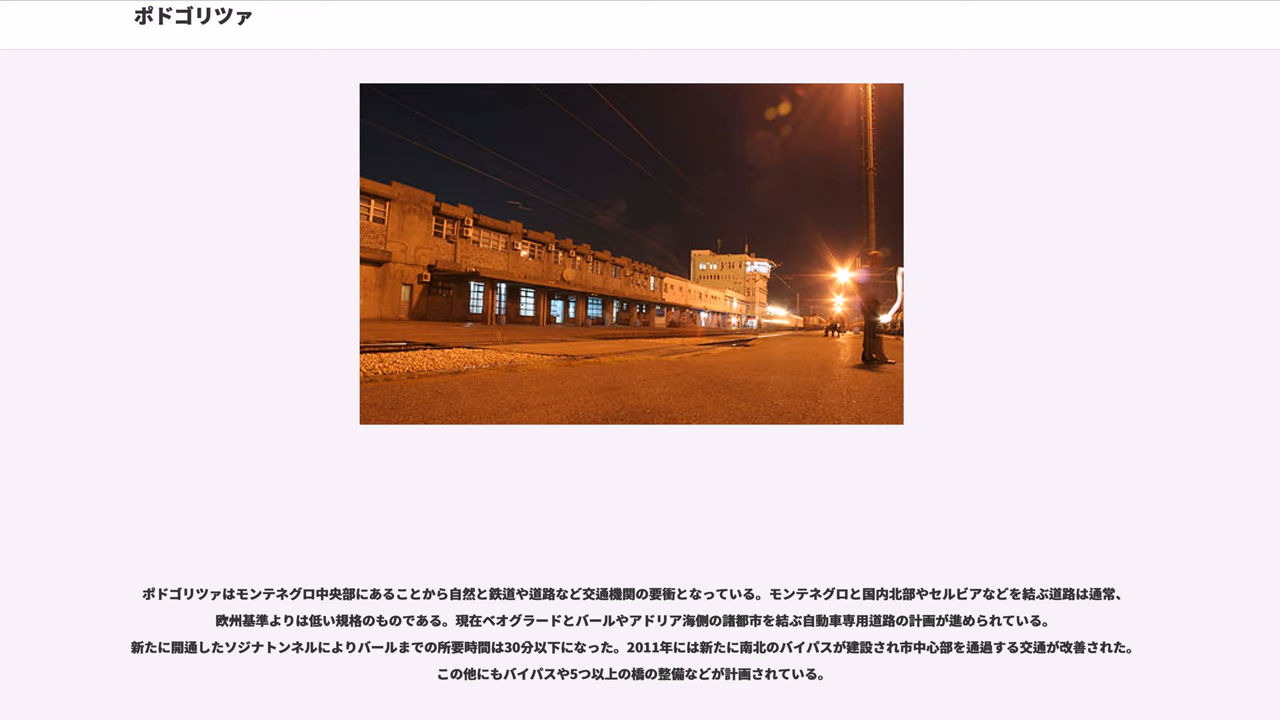 ポドゴリツァ
ポドゴリツァはモンテネグロ中央部にあることから自然と鉄道や道路など交通機関の要衝となっている。モンテネグロと国内北部やセルビアなどを結ぶ道路は通常、
欧州基準よりは低い規格のものである。現在ベオグラードとバールやアドリア海側の諸都市を結ぶ自動車専用道路の計画が進められている。
新たに開通したソジナトンネルによりバールまでの所要時間は30分以下になった。2011年には新たに南北のバイパスが建設され市中心部を通過する交通が改善された。
この他にもバイパスや5つ以上の橋の整備などが計画されている。